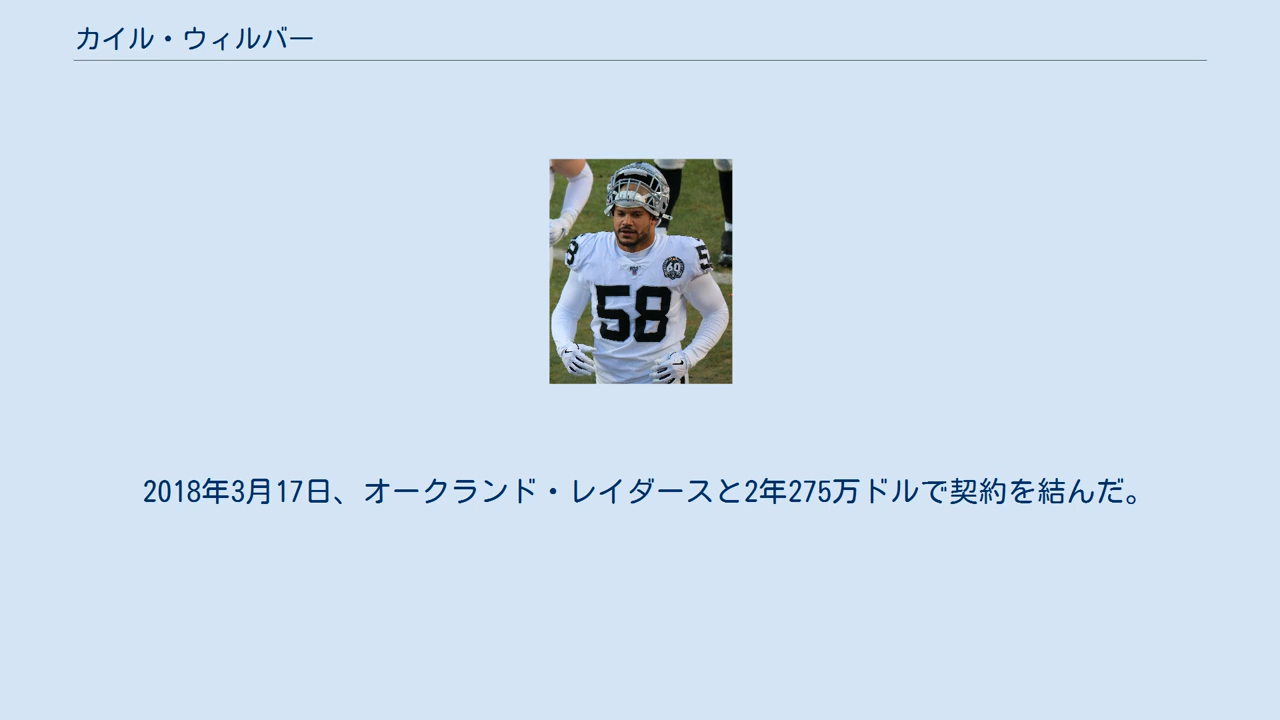 カイル・ウィルバー
60
58
2018年3月17日、オークランド・レイダースと2年275万ドルで契約を結んだ。